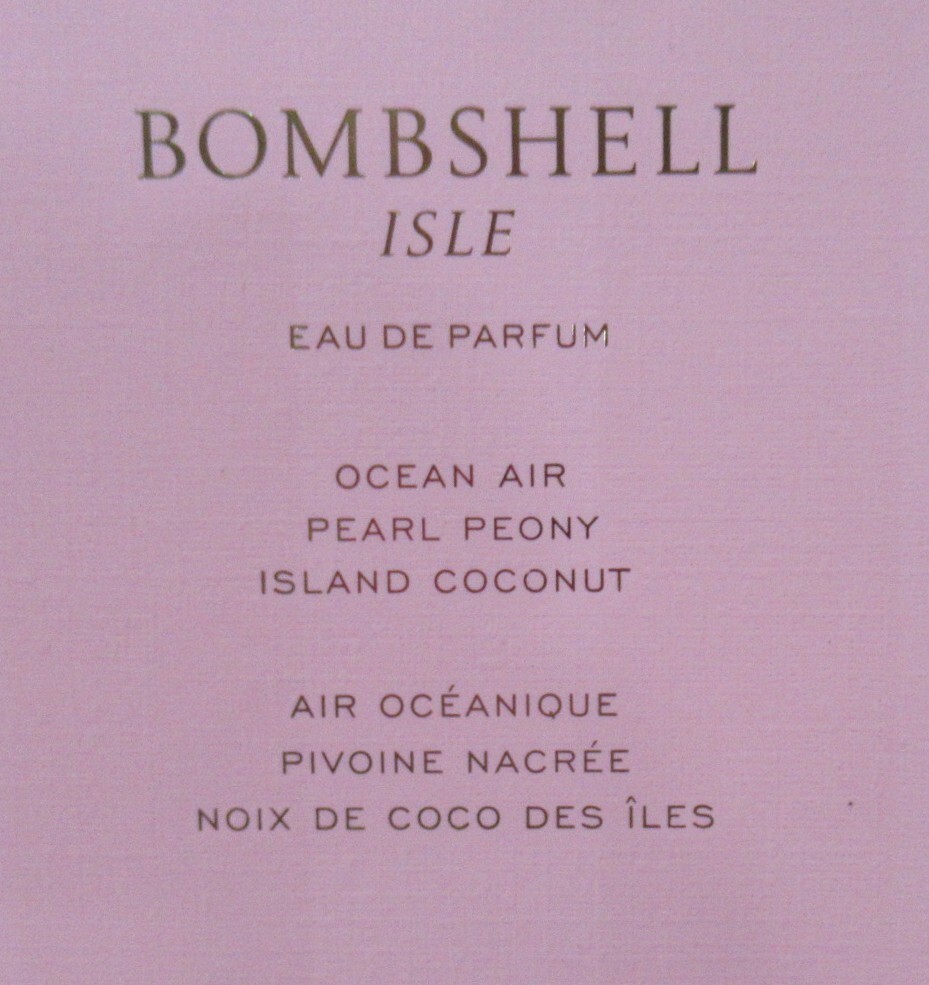 BOMBSHELL
ISLE
EAU DE PARFUM
OCEAN AIR
PEARL PEONY
ISLAND COCONUT
AIR OCÉANIQUE
PIVOINE NACRÉE
NOIX DE COCO DES ÎLES